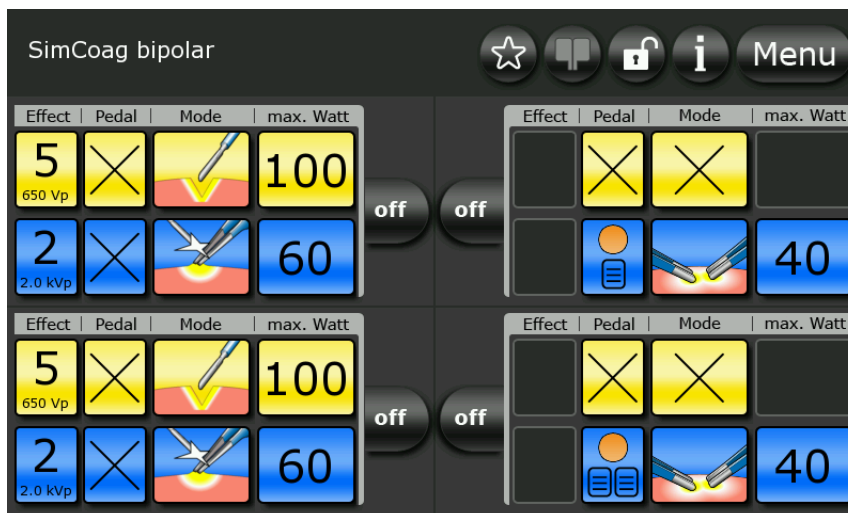 SimCoag bipolar
i Menu
Effect | Pedal | Mode | max. Watt
5
650 Vp
100
2
2.0 kVp
60
off
off
Effect | Pedal | Mode | max. Watt
40
Effect | Pedal | Mode | max. Watt
5
650 Vp
100
2
2.0 kVp
60
off
off
Effect | Pedal | Mode | max. Watt
40